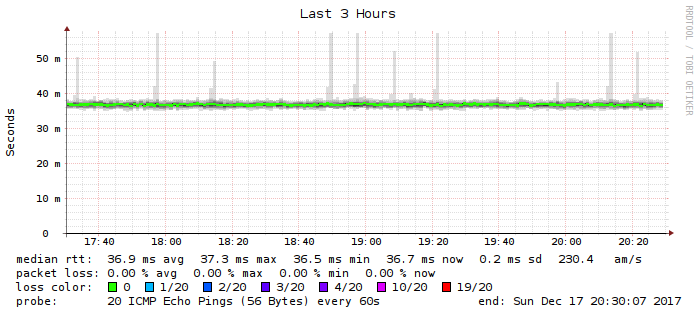 Last 3 Hours
RRDTOOL / TOBI OETIKER
Seconds
50 m
40 m
30 m
20 m
10 m
0
17:40 18:00 18:20 18:40 19:00 19:20 19:40 20:00 20:20
median rtt: 36.9 ms avg 37.3 ms max 36.5 ms min 36.7 ms now 0.2 ms sd 230.4 am/s
packet loss: 0.00 % avg 0.00 % max 0.00 % min 0.00 % now
loss color: 0 1/20 2/20 3/20 4/20 10/20 19/20
probe: 20 ICMP Echo Pings (56 Bytes) every 60s end: Sun Dec 17 20:30:07 2017